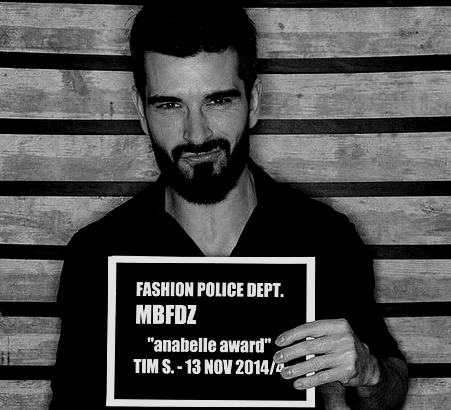 FASHION POLICE DEPT.
MBFDZ
"anabelle award"
TIM S. - 13 NOV 2014/